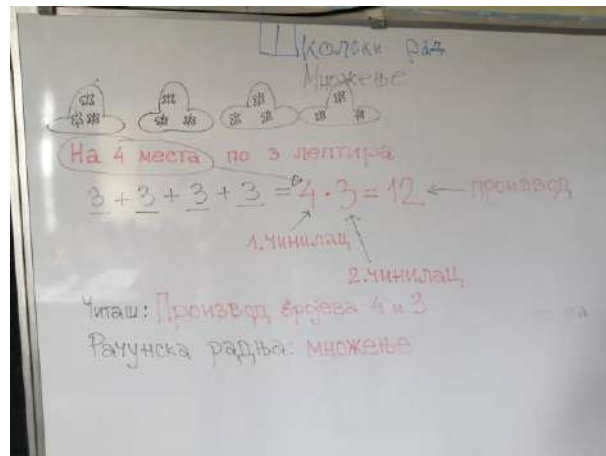 Школски рад
Множење
На 4 места по 3 лептира
3 + 3 + 3 + 3 = 4 · 3 = 12 ← производ
1. чинилац
2. чинилац
Читаш: Производ бројева 4 и 3
Рачунска радња: множење